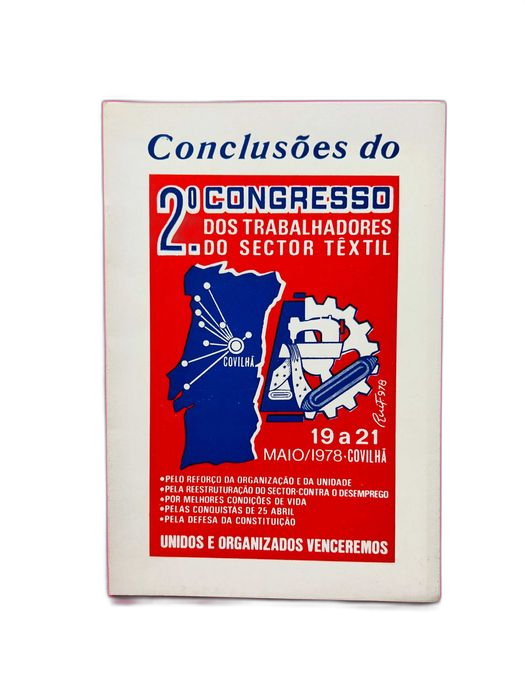 Conclusões do
2.º CONGRESSO
DOS TRABALHADORES
DO SECTOR TÊXTIL
COVILHÃ
19 a 21
MAIO/1978·COVILHÃ
•PELO REFORÇO DA ORGANIZAÇÃO E DA UNIDADE
•PELA REESTRUTURAÇÃO DO SECTOR·CONTRA O DESEMPREGO
•POR MELHORES CONDIÇÕES DE VIDA
•PELAS CONQUISTAS DE 25 ABRIL
•PELA DEFESA DA CONSTITUIÇÃO
UNIDOS E ORGANIZADOS VENCEREMOS